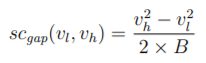 sc_{gap}(v_l, v_h) = \frac{v_h^2 - v_l^2}{2 \times B}